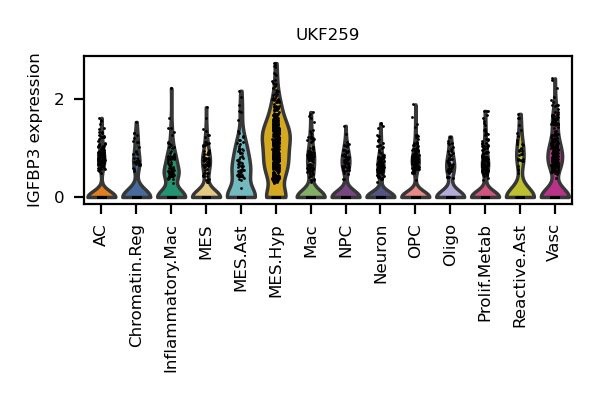 UKF259
IGFBP3 expression
2
0
AC
Chromatin.Reg
Inflammatory.Mac
MES
MES.Ast
MES.Hyp
Mac
NPC
Neuron
OPC
Oligo
Prolif.Metab
Reactive.Ast
Vasc